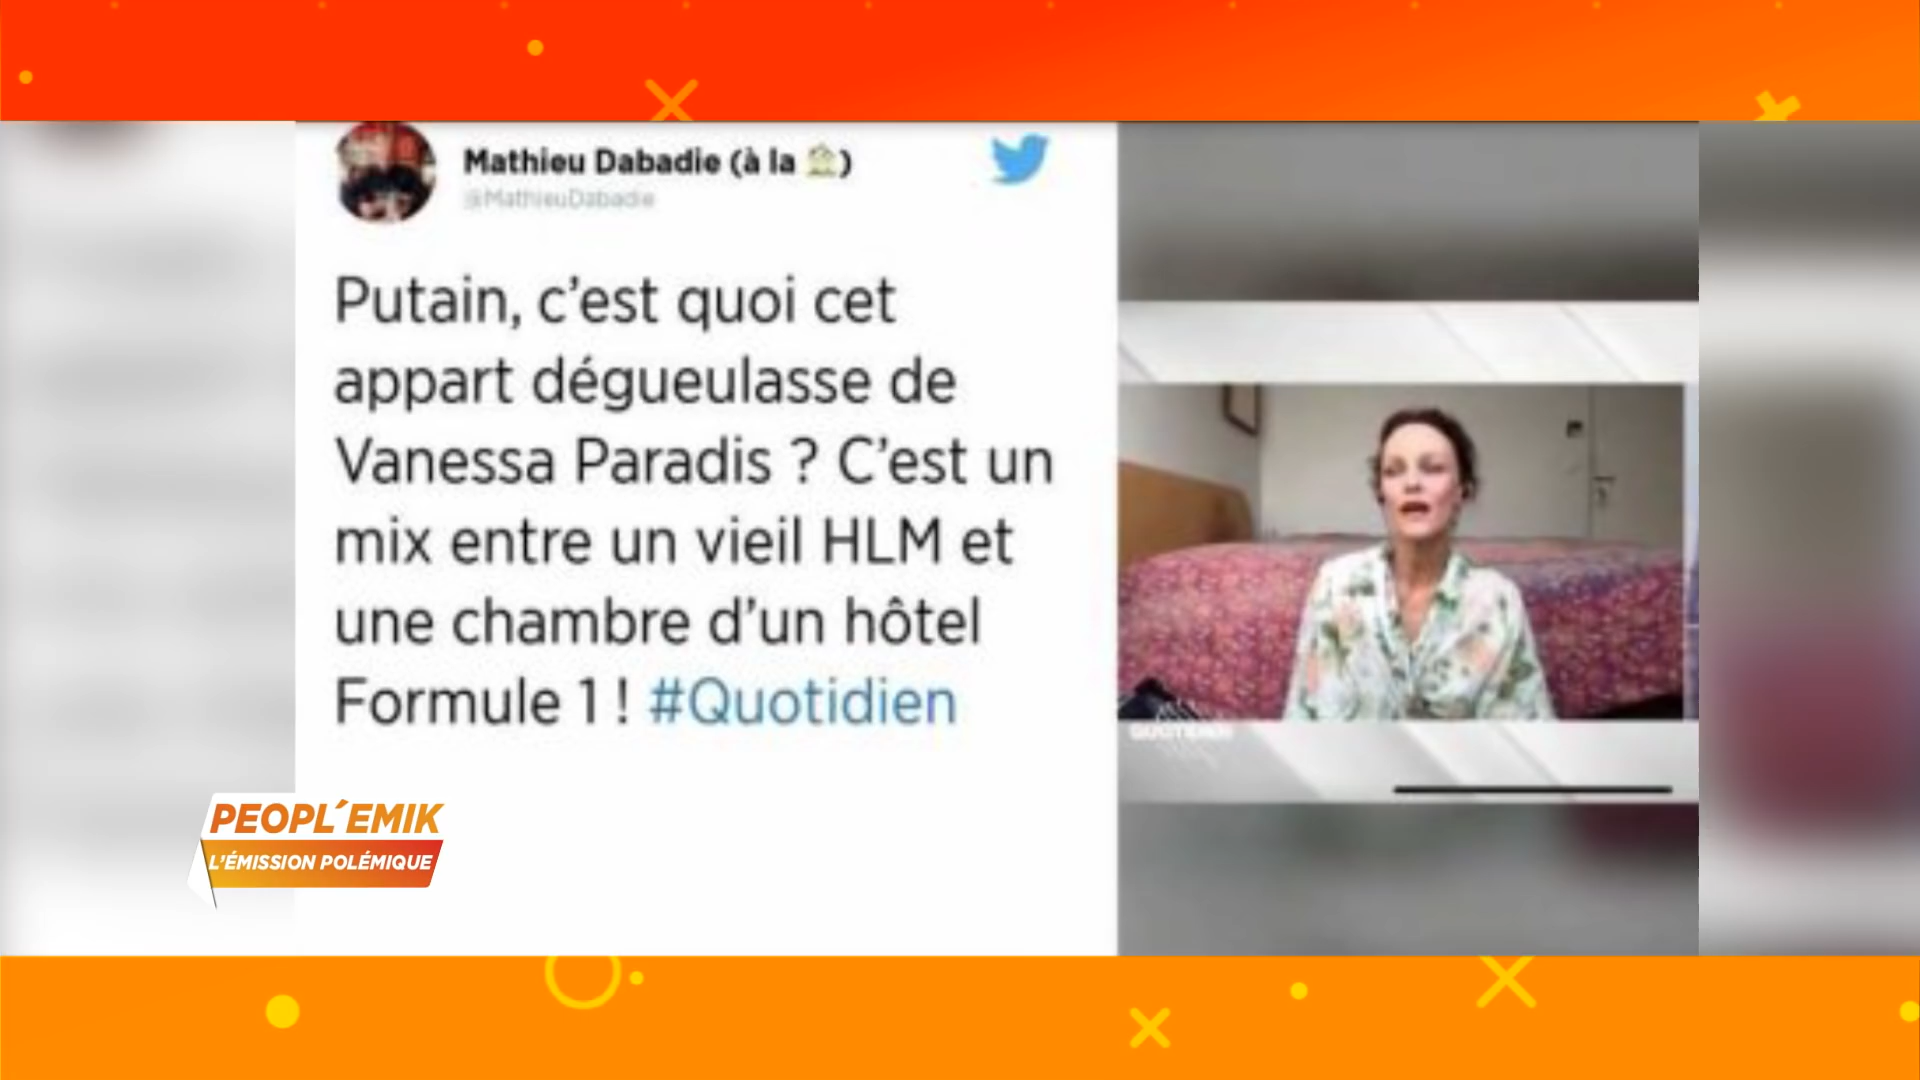 Mathieu Dabadie (à la 🏠)
@MathieuDabadie
Putain, c’est quoi cet
appart dégueulasse de
Vanessa Paradis ? C’est un
mix entre un vieil HLM et
une chambre d’un hôtel
Formule 1 ! #Quotidien
QUOTIDIEN
PEOPL´EMIK
L’ÉMISSION POLÉMIQUE